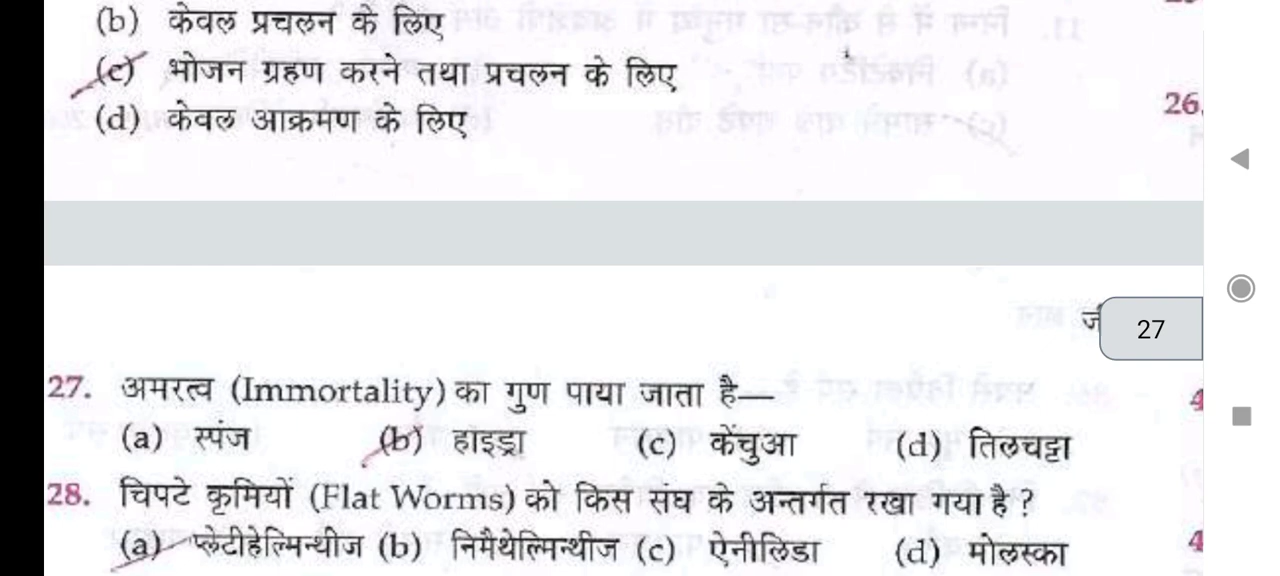 (b) केवल प्रचलन के लिए
(c) भोजन ग्रहण करने तथा प्रचलन के लिए
(d) केवल आक्रमण के लिए
26.
27
27. अमरत्व (Immortality) का गुण पाया जाता है—
(a) स्पंज (b) हाइड्रा (c) केंचुआ (d) तिलचट्टा
28. चिपटे कृमियों (Flat Worms) को किस संघ के अन्तर्गत रखा गया है?
(a) प्लेटीहेल्मिन्थीज (b) निमैथेल्मिन्थीज (c) ऐनीलिडा (d) मोलस्का